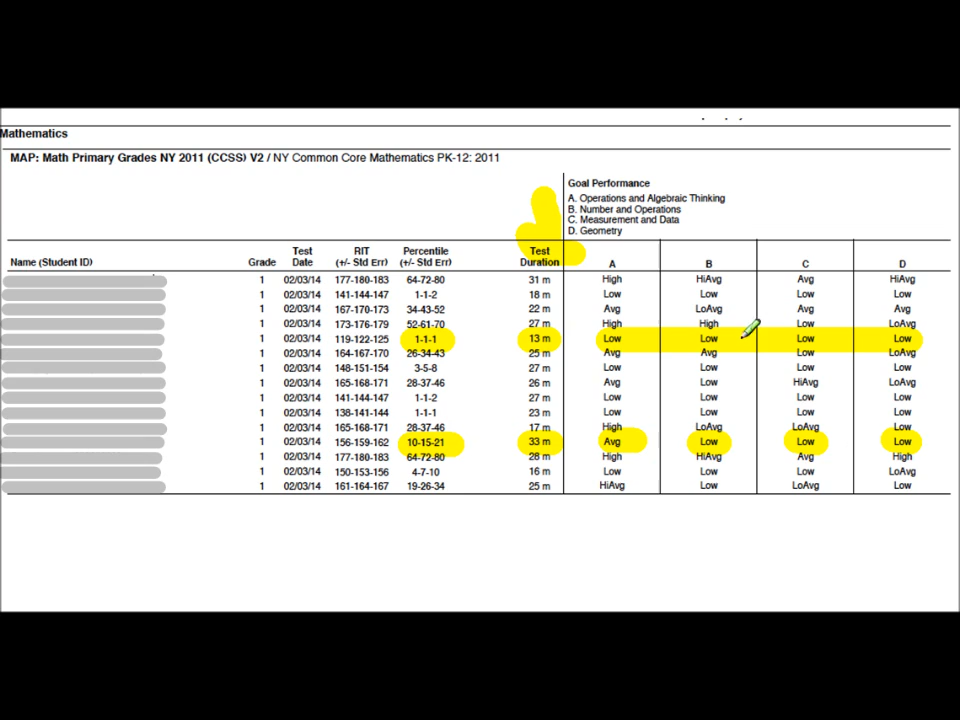 Mathematics
MAP: Math Primary Grades NY 2011 (CCSS) V2 / NY Common Core Mathematics PK-12: 2011
Goal Performance
A. Operations and Algebraic Thinking
B. Number and Operations
C. Measurement and Data
D. Geometry
Test RIT Percentile Test
Name (Student ID) Grade Date (+/- Std Err) (+/- Std Err) Duration A B C D
1 02/03/14 177-180-183 64-72-80 31 m High HiAvg Avg HiAvg
1 02/03/14 141-144-147 1-1-2 18 m Low Low Low Low
1 02/03/14 167-170-173 34-43-52 22 m Avg LoAvg Avg Avg
1 02/03/14 173-176-179 52-61-70 27 m High High Low LoAvg
1 02/03/14 119-122-125 1-1-1 13 m Low Low Low Low
1 02/03/14 164-167-170 26-34-43 25 m Avg Avg Low LoAvg
1 02/03/14 148-151-154 3-5-8 27 m Low Low Low Low
1 02/03/14 165-168-171 28-37-46 26 m Avg Low HiAvg LoAvg
1 02/03/14 141-144-147 1-1-2 27 m Low Low Low Low
1 02/03/14 138-141-144 1-1-1 23 m Low Low Low Low
1 02/03/14 165-168-171 28-37-46 17 m High LoAvg LoAvg Low
1 02/03/14 156-159-162 10-15-21 33 m Avg Low Low Low
1 02/03/14 177-180-183 64-72-80 28 m High HiAvg Avg High
1 02/03/14 150-153-156 4-7-10 16 m Low Low Low LoAvg
1 02/03/14 161-164-167 19-26-34 25 m HiAvg Low LoAvg Low